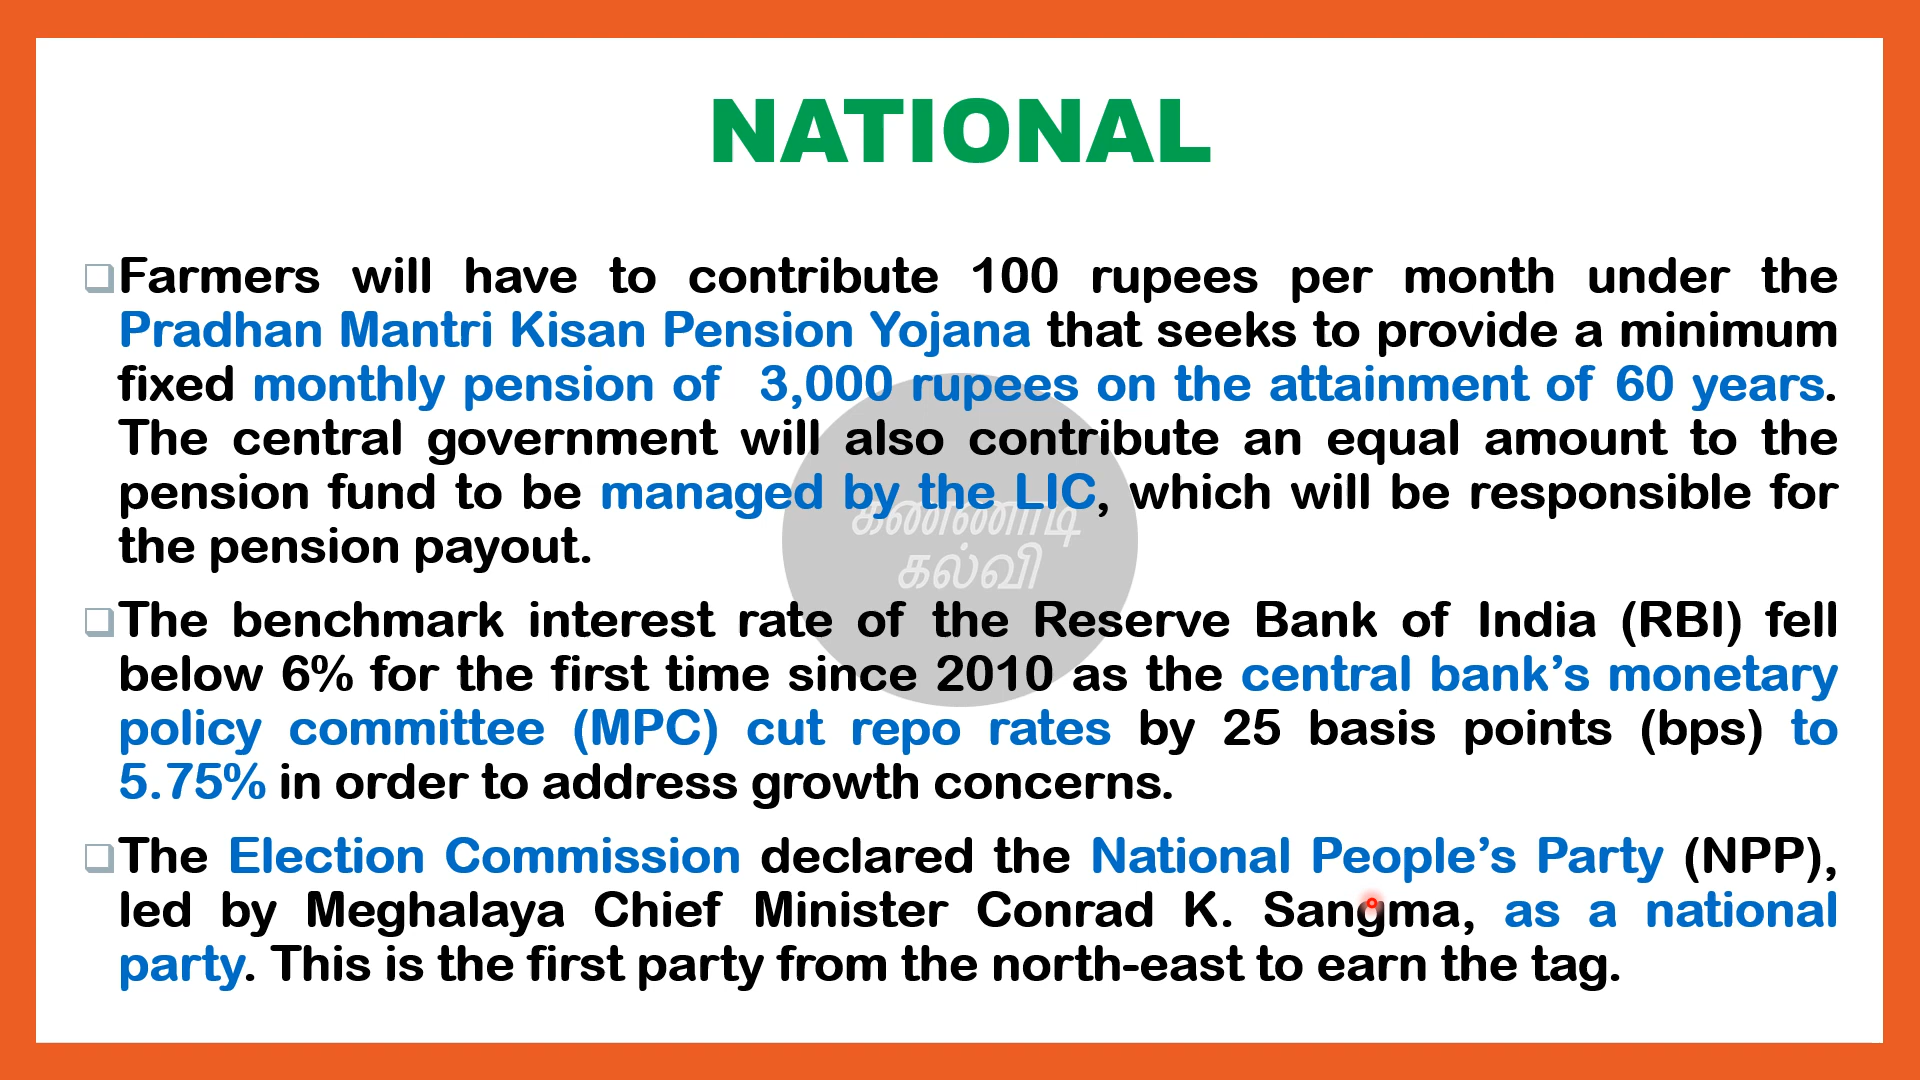 NATIONAL
Farmers will have to contribute 100 rupees per month under the
Pradhan Mantri Kisan Pension Yojana that seeks to provide a minimum
fixed monthly pension of 3,000 rupees on the attainment of 60 years.
The central government will also contribute an equal amount to the
pension fund to be managed by the LIC, which will be responsible for
the pension payout.
The benchmark interest rate of the Reserve Bank of India (RBI) fell
below 6% for the first time since 2010 as the central bank’s monetary
policy committee (MPC) cut repo rates by 25 basis points (bps) to
5.75% in order to address growth concerns.
The Election Commission declared the National People’s Party (NPP),
led by Meghalaya Chief Minister Conrad K. Sangma, as a national
party. This is the first party from the north-east to earn the tag.
கண்ணாடி
கல்வி